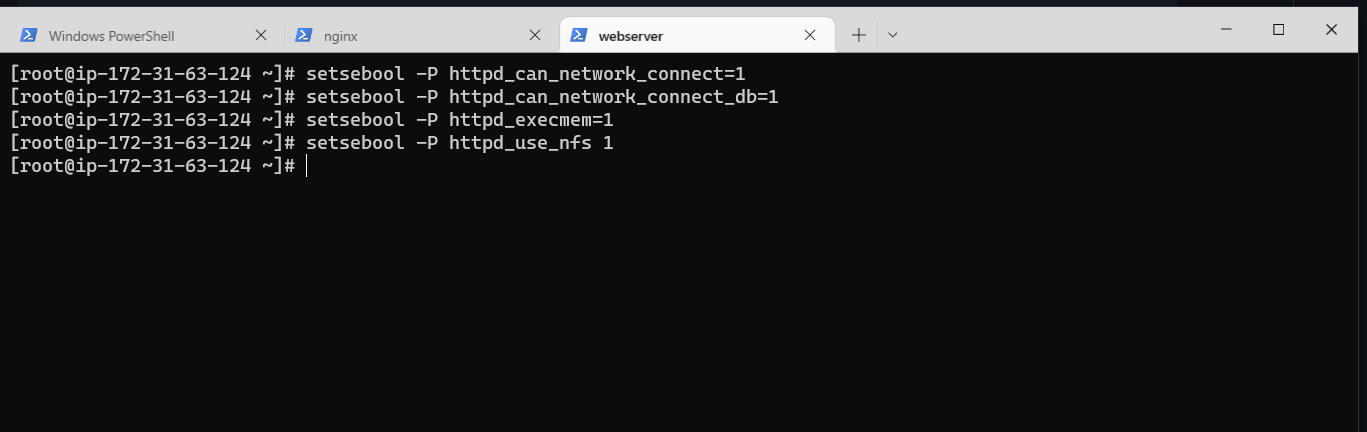 Windows PowerShell
nginx
webserver
[root@ip-172-31-63-124 ~]# setsebool -P httpd_can_network_connect=1
[root@ip-172-31-63-124 ~]# setsebool -P httpd_can_network_connect_db=1
[root@ip-172-31-63-124 ~]# setsebool -P httpd_execmem=1
[root@ip-172-31-63-124 ~]# setsebool -P httpd_use_nfs 1
[root@ip-172-31-63-124 ~]#